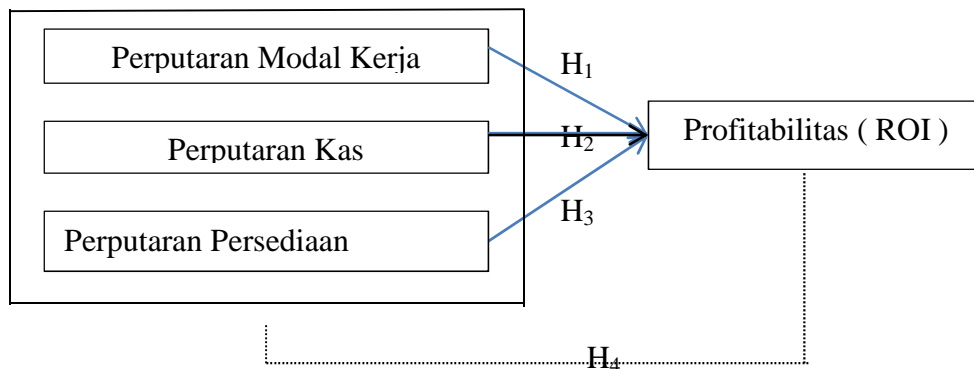 Perputaran Modal Kerja
H₁
Profitabilitas ( ROI )
Perputaran Kas
H₂
Perputaran Persediaan
H₃
H₄